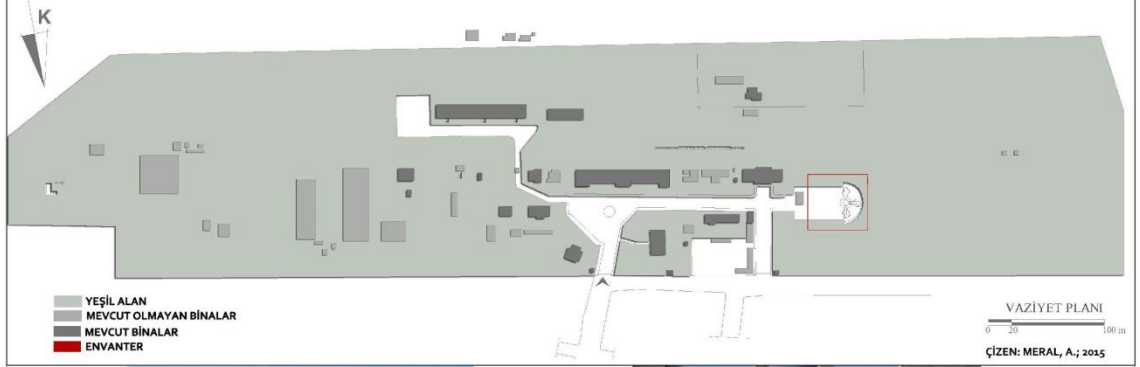 K
YEŞİL ALAN
MEVCUT OLMAYAN BİNALAR
MEVCUT BİNALAR
ENVANTER
VAZİYET PLANI
0 20 100 m
ÇİZEN: MERAL, A.; 2015